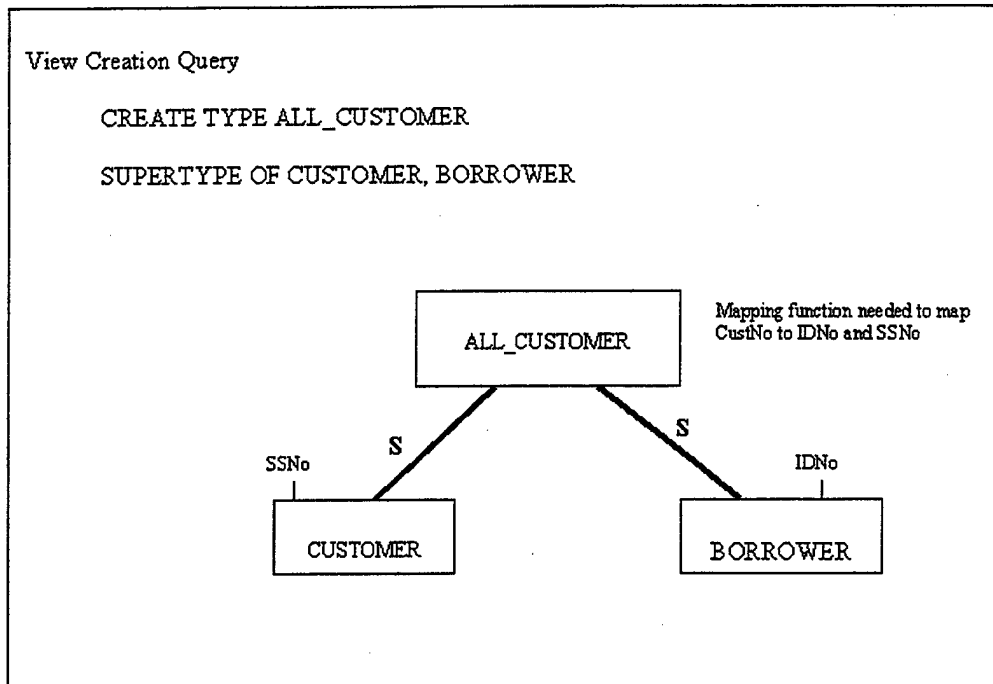 View Creation Query
CREATE TYPE ALL_CUSTOMER
SUPERTYPE OF CUSTOMER, BORROWER
ALL_CUSTOMER
Mapping function needed to map
CustNo to IDNo and SSNo
S
S
SSNo
IDNo
CUSTOMER
BORROWER